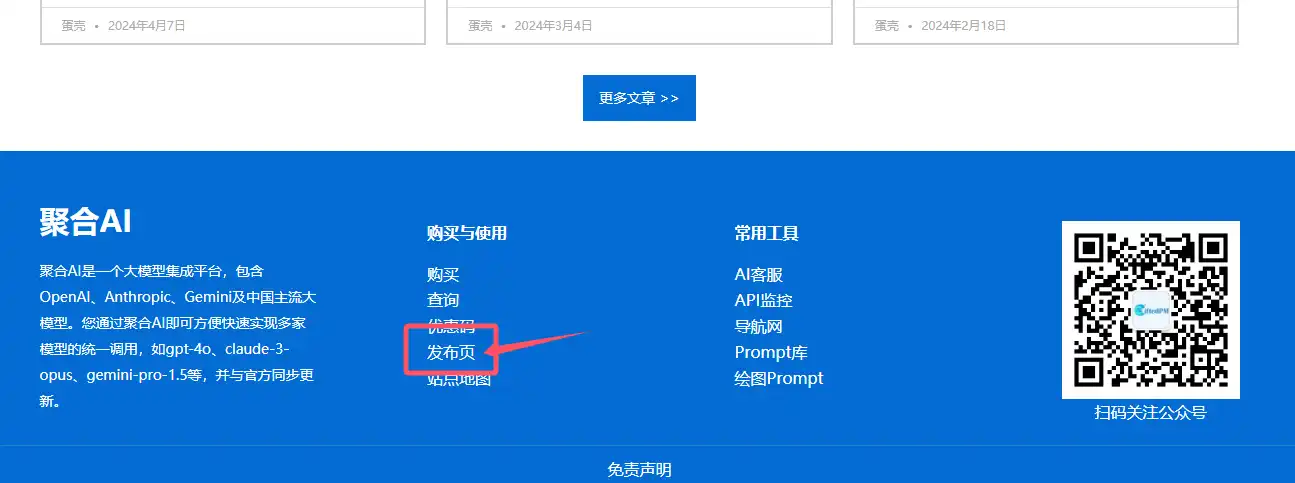 蛋壳 • 2024年4月7日
蛋壳 • 2024年3月4日
蛋壳 • 2024年2月18日
更多文章 >>
聚合AI
聚合AI是一个大模型集成平台，包含
OpenAI、Anthropic、Gemini及中国主流大
模型。您通过聚合AI即可方便快速实现多家
模型的统一调用，如gpt-4o、claude-3-
opus、gemini-pro-1.5等，并与官方同步更
新。
购买与使用
购买
查询
优惠码
发布页
站点地图
常用工具
AI客服
API监控
导航网
Prompt库
绘图Prompt
扫码关注公众号
免责声明